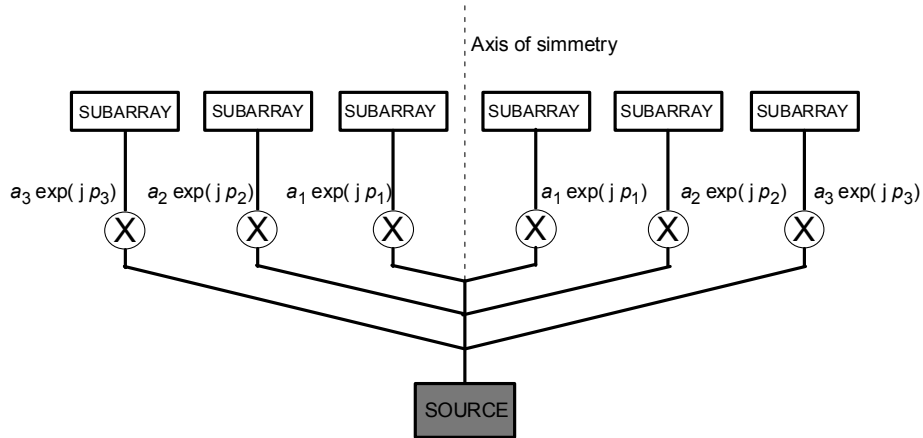 Axis of simmetry
SUBARRAY SUBARRAY SUBARRAY SUBARRAY SUBARRAY SUBARRAY
a3 exp( j p3) a2 exp( j p2) a1 exp( j p1) a1 exp( j p1) a2 exp( j p2) a3 exp( j p3)
X X X X X X
SOURCE